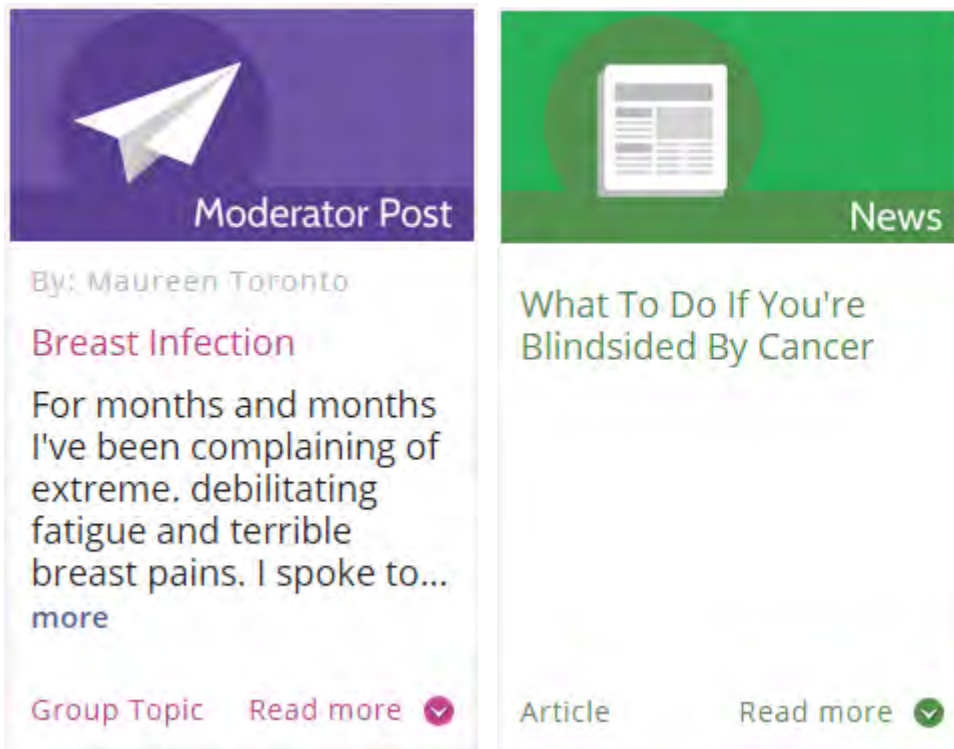 Moderator Post
By: Maureen Toronto
Breast Infection
For months and months
I've been complaining of
extreme. debilitating
fatigue and terrible
breast pains. I spoke to...
more
Group Topic Read more
News
What To Do If You're
Blindsided By Cancer
Article Read more